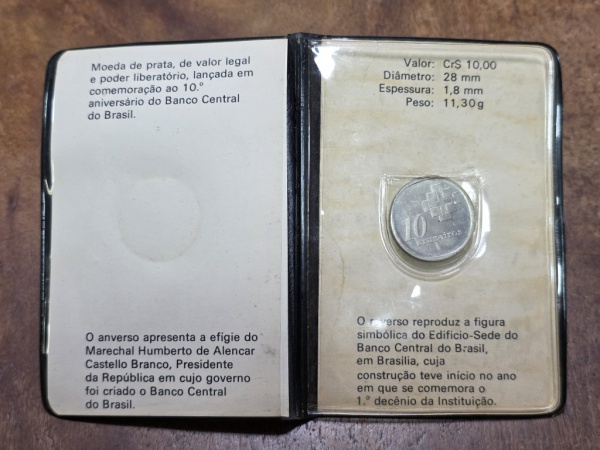 Moeda de prata, de valor legal
e poder liberatório, lançada em
comemoração ao 10.º
aniversário do Banco Central
do Brasil.
O anverso apresenta a efígie do
Marechal Humberto de Alencar
Castello Branco, Presidente
da República em cujo governo
foi criado o Banco Central
do Brasil.
Valor: Cr$ 10,00
Diâmetro: 28 mm
Espessura: 1,8 mm
Peso: 11,30g
10
cruzeiros
O reverso reproduz a figura
simbólica do Edifício-Sede do
Banco Central do Brasil,
em Brasília, cuja
construção teve início no ano
em que se comemora o
1.º decênio da Instituição.